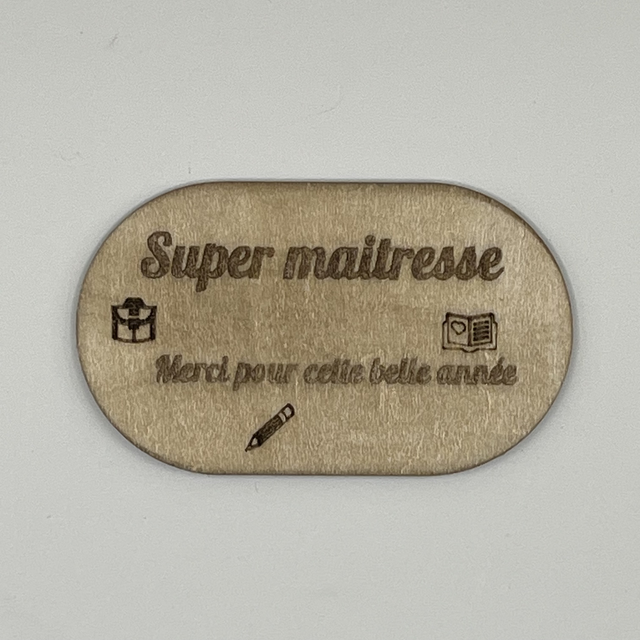 Super maitresse
Merci pour cette belle année